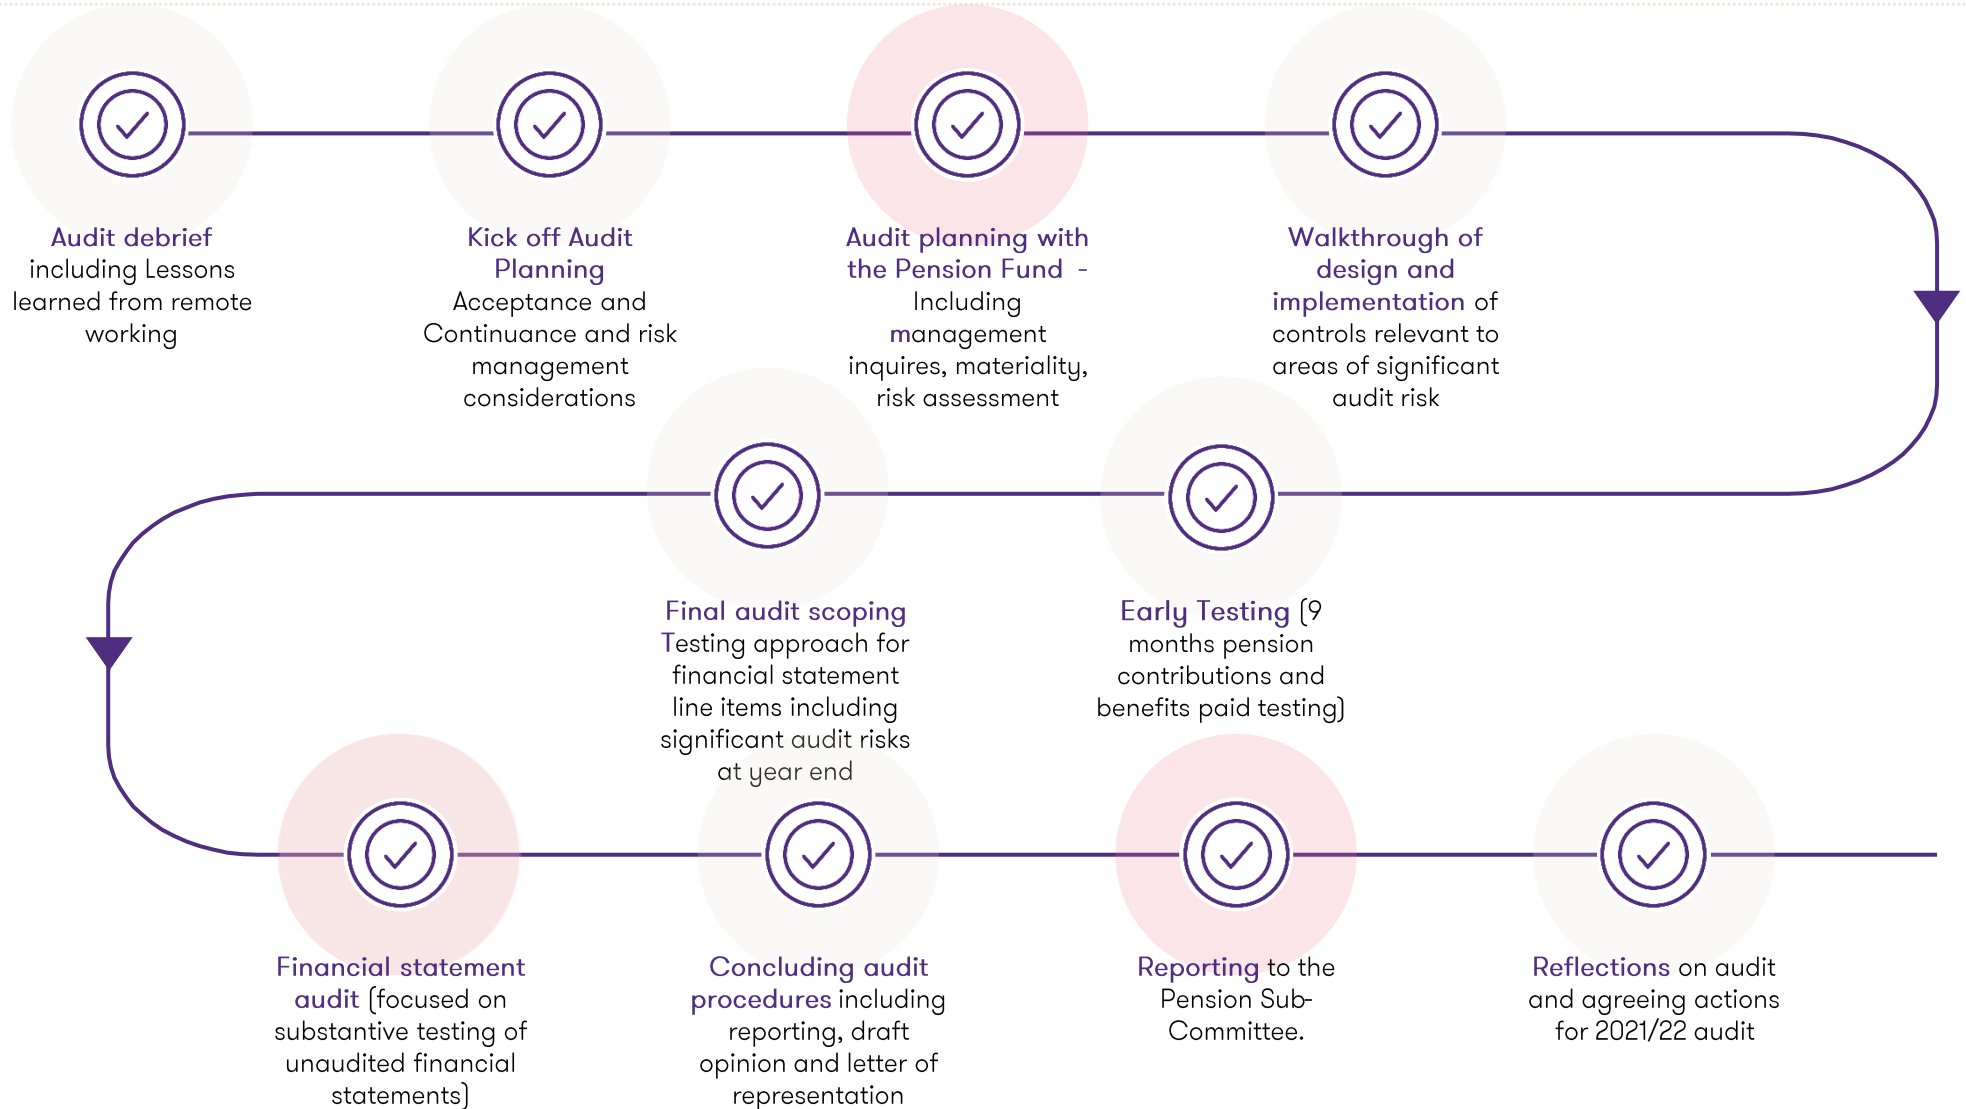 Audit debrief
including Lessons
learned from remote
working
Kick off Audit
Planning
Acceptance and
Continuance and risk
management
considerations
Audit planning with
the Pension Fund -
Including
management
inquires, materiality,
risk assessment
Walkthrough of
design and
implementation of
controls relevant to
areas of significant
audit risk
Early Testing (9
months pension
contributions and
benefits paid testing)
Final audit scoping
Testing approach for
financial statement
line items including
significant audit risks
at year end
Financial statement
audit (focused on
substantive testing of
unaudited financial
statements)
Concluding audit
procedures including
reporting, draft
opinion and letter of
representation
Reporting to the
Pension Sub-
Committee.
Reflections on audit
and agreeing actions
for 2021/22 audit